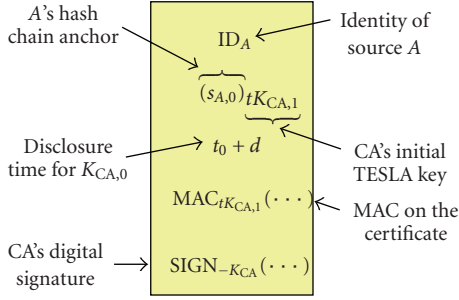 A's hash
chain anchor
Identity of
source A
ID_A
(s_{A,0}) tK_{CA,1}
Disclosure
time for K_{CA,0}
t_0 + d
CA's initial
TESLA key
MAC_{tK_{CA,1}}(· · ·)
MAC on the
certificate
CA's digital
signature
SIGN_{−K_{CA}}(· · ·)